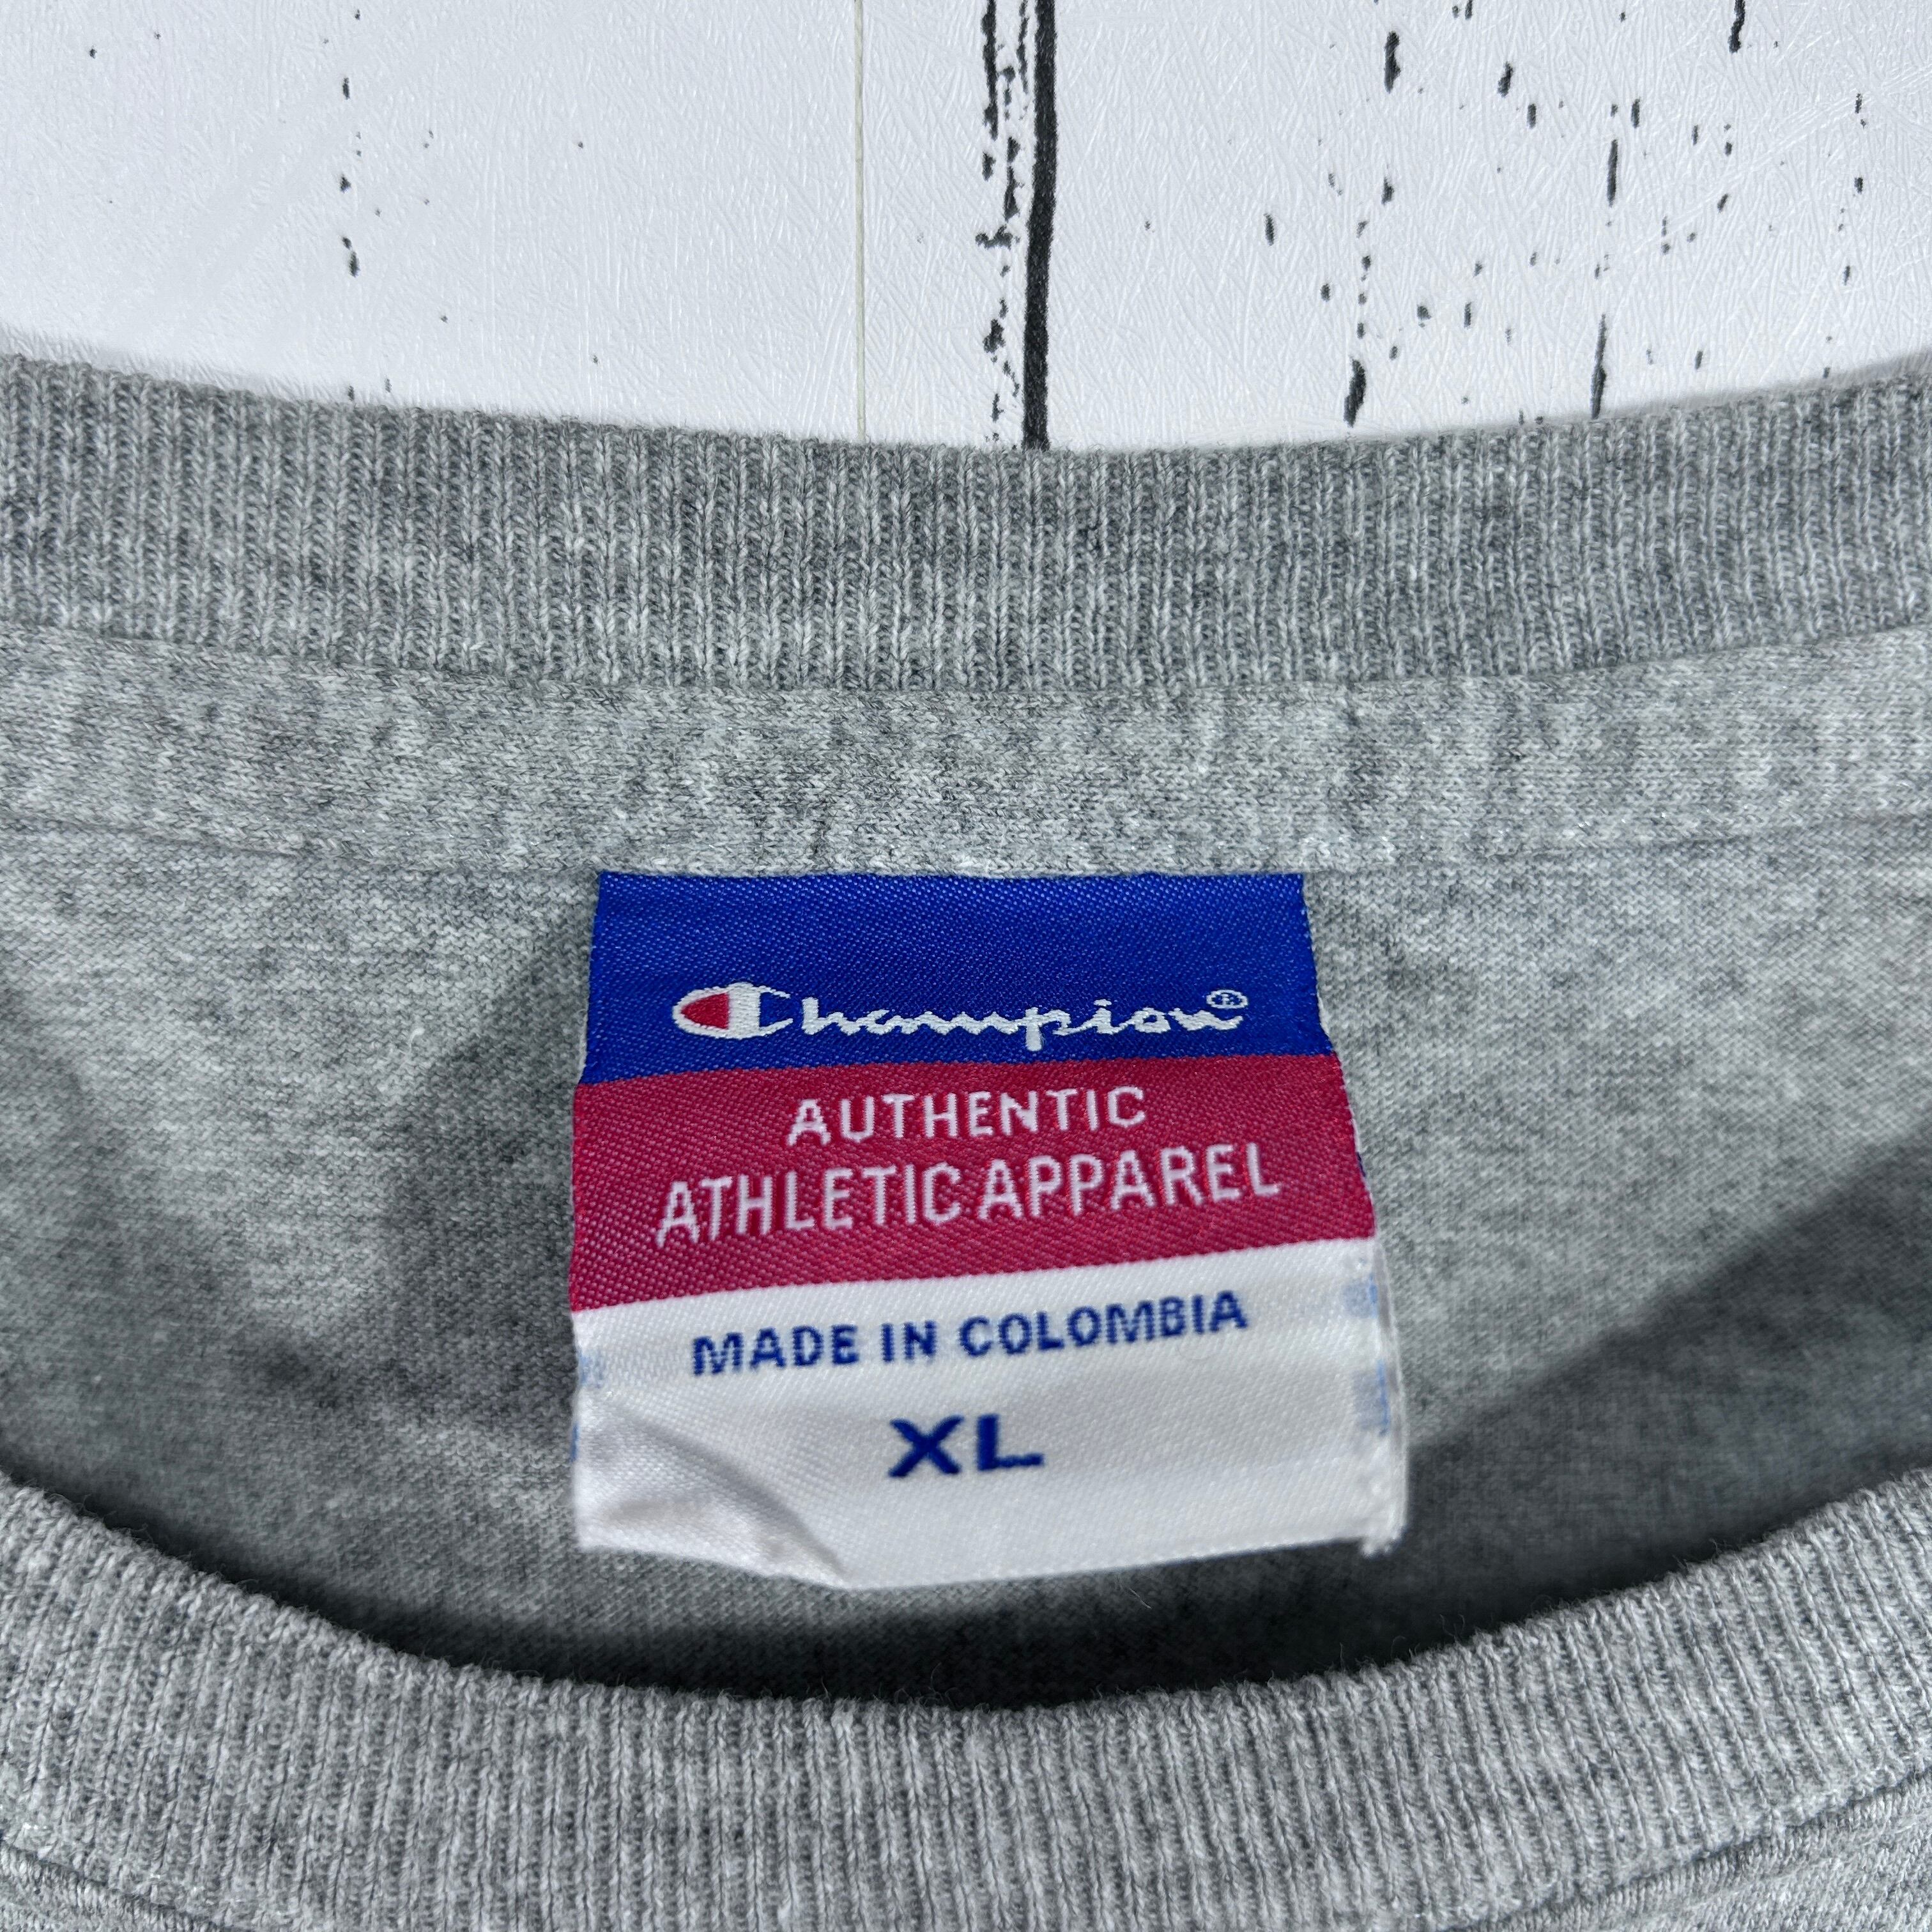 Champion®
AUTHENTIC
ATHLETIC APPAREL
MADE IN COLOMBIA
XL